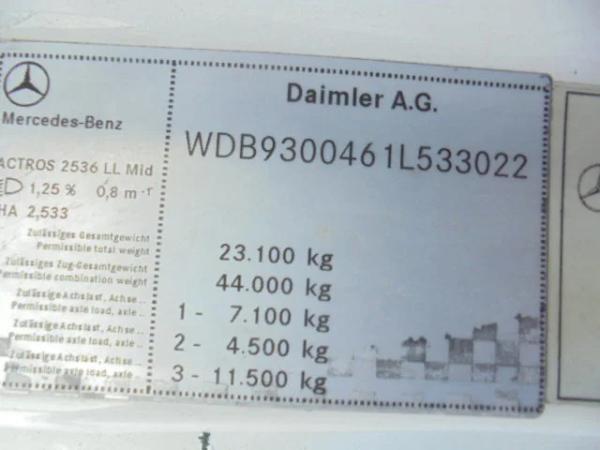 Daimler A.G.
Mercedes-Benz
WDB9300461L533022
ACTROS 2536 LL Mid
1,25 % 0,8 m⁻ʳ
HA 2,533
Zulässiges Gesamtgewicht
Permissible total weight
23.100 kg
Zulässiges Zug-Gesamtgewicht
Permissible combination weight
44.000 kg
Zulässige Achslast, Achse ..
Permissible axle load, axle ..
1 - 7.100 kg
Zulässige Achslast, Achse ..
Permissible axle load, axle ..
2 - 4.500 kg
Zulässige Achslast, Achse ..
Permissible axle load, axle ..
3 - 11.500 kg